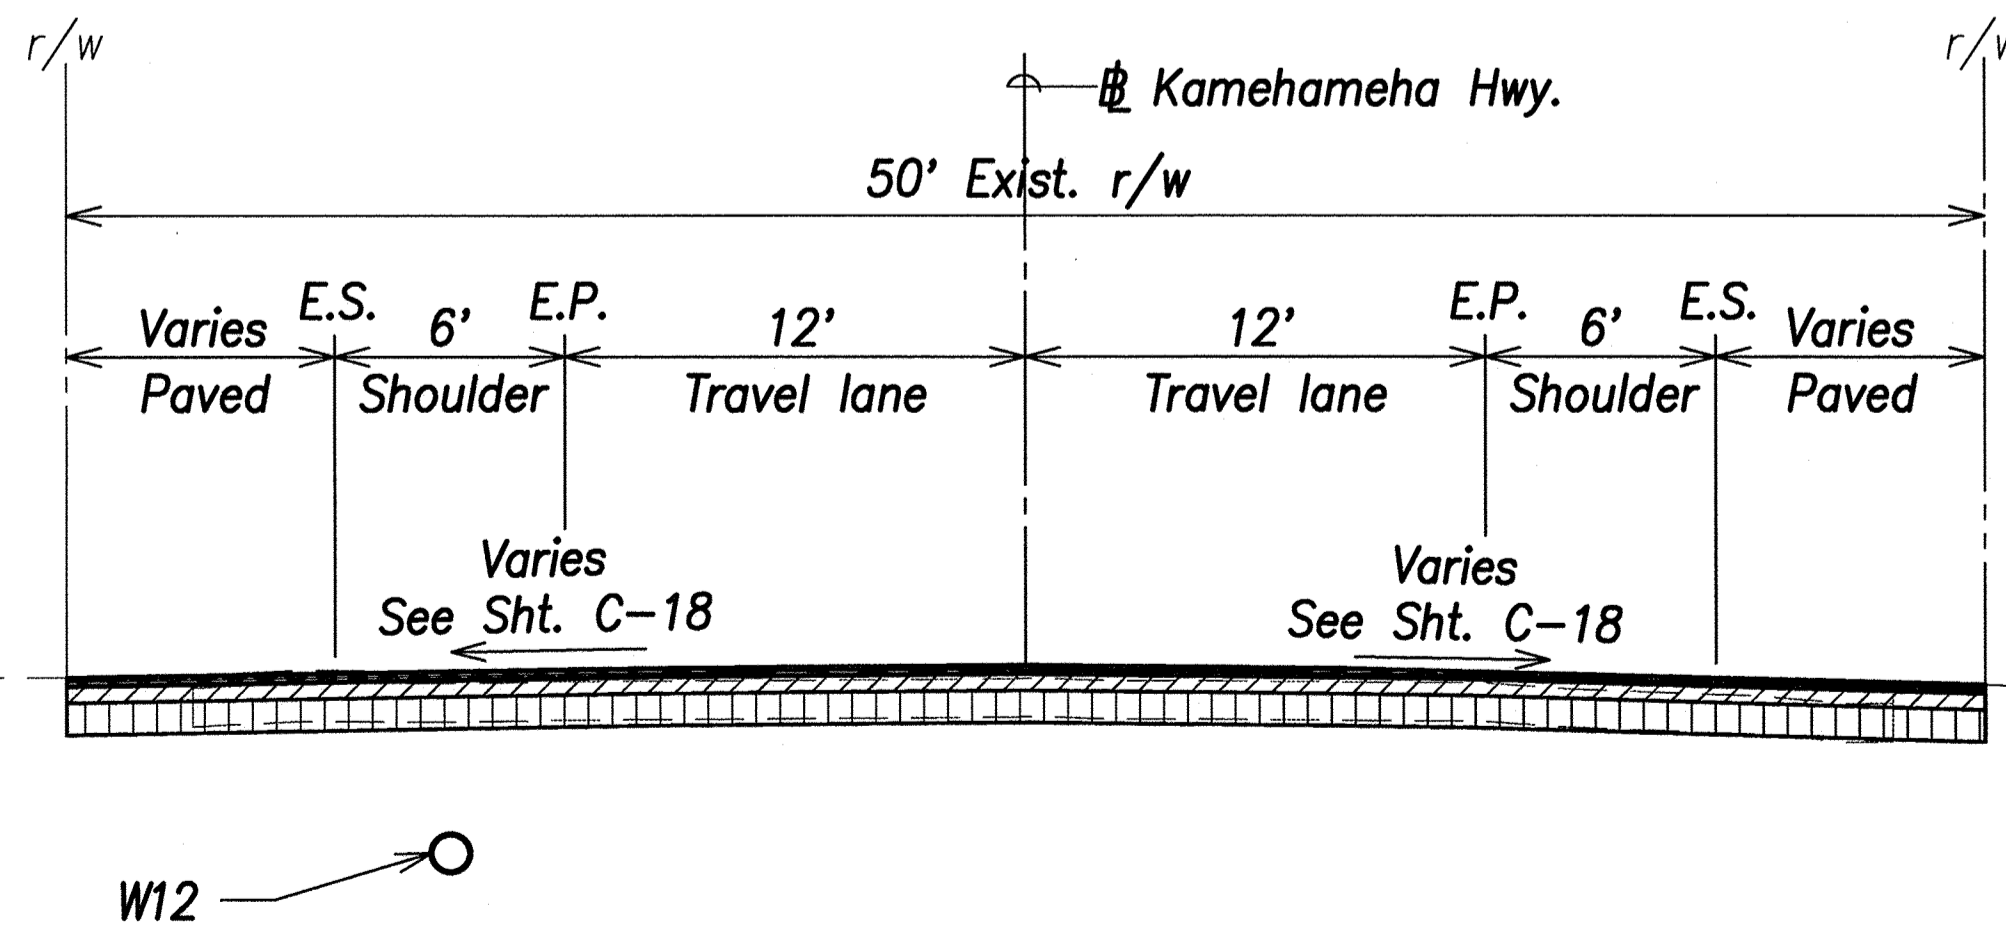 r/w
r/w
℄ Kamehameha Hwy.
50' Exist. r/w
E.S.
E.P.
E.P.
E.S.
Varies
6'
12'
12'
6'
Varies
Paved
Shoulder
Travel lane
Travel lane
Shoulder
Paved
Varies
See Sht. C-18
Varies
See Sht. C-18
W12